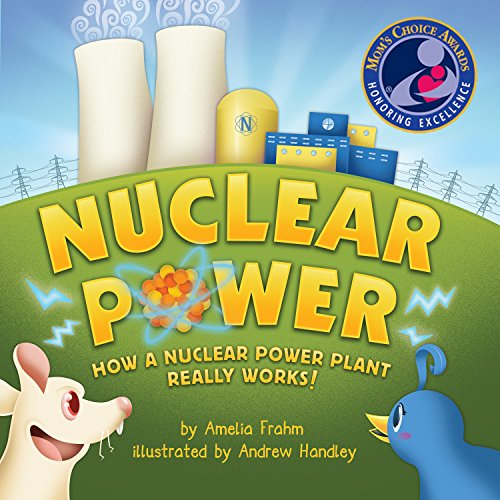 MOM'S CHOICE AWARDS
HONORING EXCELLENCE
N
NUCLEAR
POWER
HOW A NUCLEAR POWER PLANT
REALLY WORKS!
by Amelia Frahm
illustrated by Andrew Handley